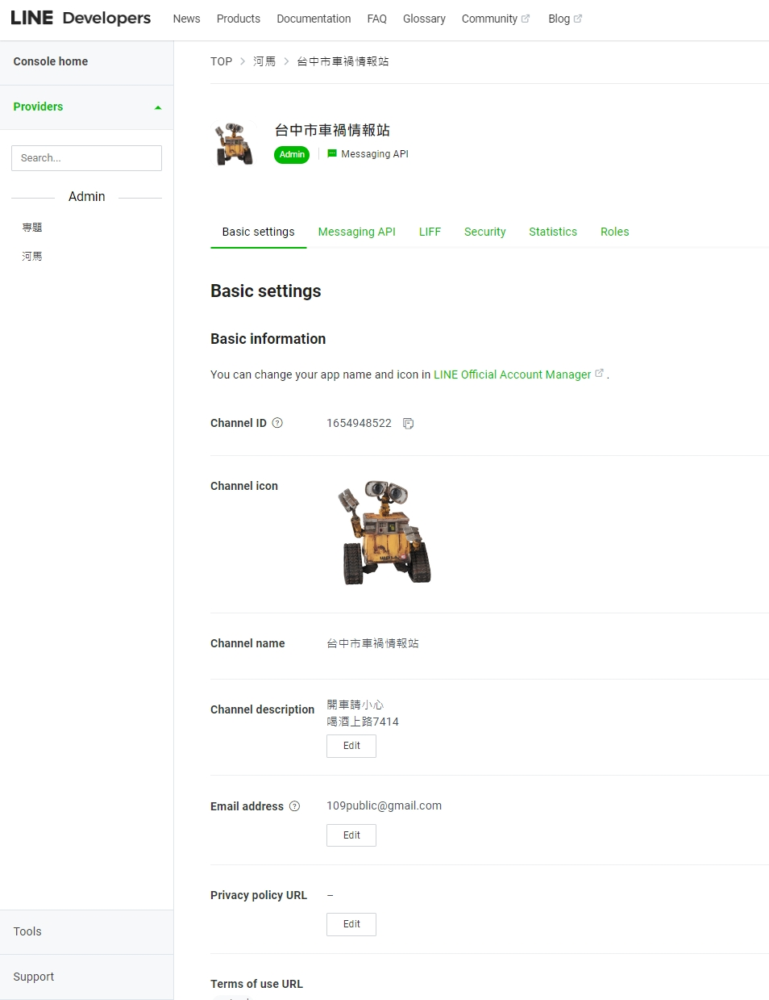 LINE Developers News Products Documentation FAQ Glossary Community Blog
Console home
Providers
Search...
Admin
專題
河馬
Tools
Support
TOP > 河馬 > 台中市車禍情報站
台中市車禍情報站
Admin Messaging API
Basic settings Messaging API LIFF Security Statistics Roles
Basic settings
Basic information
You can change your app name and icon in LINE Official Account Manager .
Channel ID ? 1654948522
Channel icon
WALL·E
Channel name 台中市車禍情報站
Channel description 開車請小心
喝酒上路7414
Edit
Email address ? 109public@gmail.com
Edit
Privacy policy URL –
Edit
Terms of use URL